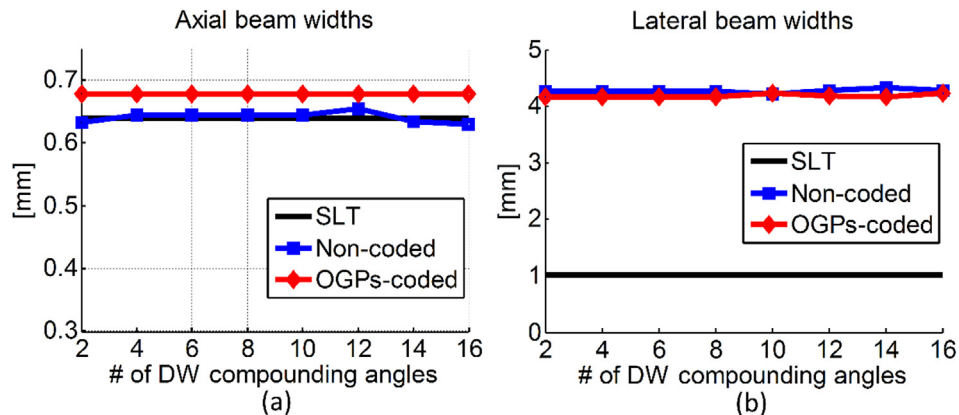 Axial beam widths
0.7
0.6
0.5
0.4
0.3
[mm]
SLT
Non-coded
OGPs-coded
2 4 6 8 10 12 14 16
# of DW compounding angles
(a)
Lateral beam widths
5
4
3
2
1
0
[mm]
SLT
Non-coded
OGPs-coded
2 4 6 8 10 12 14 16
# of DW compounding angles
(b)